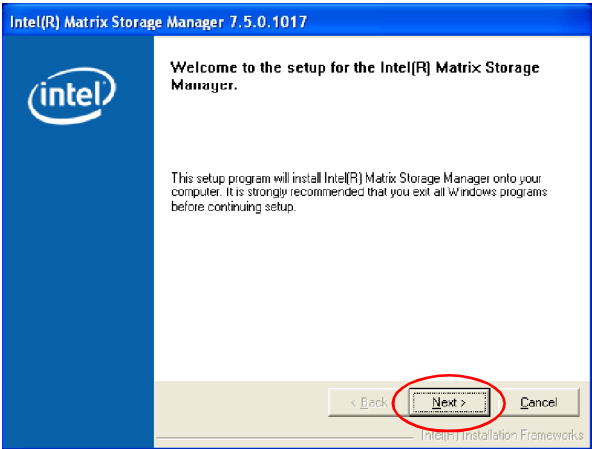 Intel(R) Matrix Storage Manager 7.5.0.1017
intel
Welcome to the setup for the Intel(R) Matrix Storage
Manager.
This setup program will install Intel(R) Matrix Storage Manager onto your
computer. It is strongly recommended that you exit all Windows programs
before continuing setup.
< Back
Next >
Cancel
Intel(R) Installation Frameworks